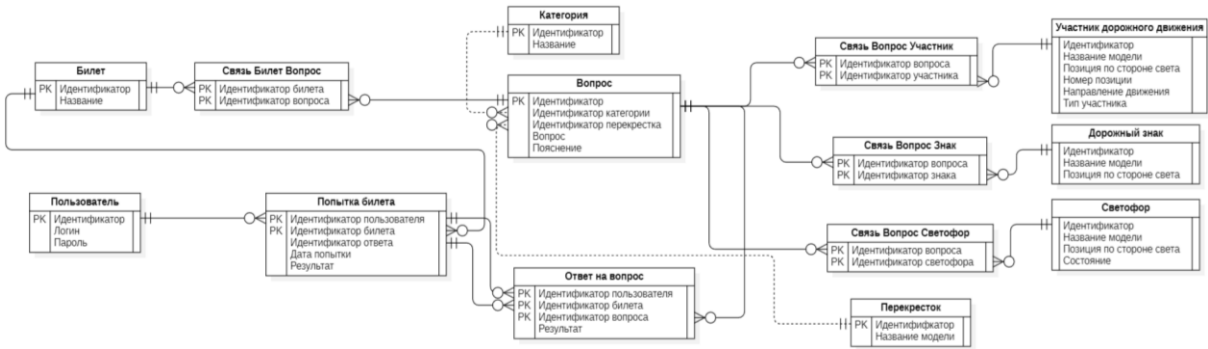 Категория
PK Идентификатор
Название
Билет
PK Идентификатор
Название
Связь Билет Вопрос
PK Идентификатор билета
PK Идентификатор вопроса
Вопрос
PK Идентификатор
Идентификатор категории
Идентификатор перекрестка
Вопрос
Пояснение
Связь Вопрос Участник
PK Идентификатор вопроса
PK Идентификатор участника
Участник дорожного движения
Идентификатор
Название модели
Позиция по стороне света
Номер позиции
Направление движения
Тип участника
Связь Вопрос Знак
PK Идентификатор вопроса
PK Идентификатор знака
Дорожный знак
Идентификатор
Название модели
Позиция по стороне света
Пользователь
PK Идентификатор
Логин
Пароль
Попытка билета
PK Идентификатор пользователя
PK Идентификатор билета
Идентификатор ответа
Дата попытки
Результат
Связь Вопрос Светофор
PK Идентификатор вопроса
PK Идентификатор светофора
Светофор
Идентификатор
Название модели
Позиция по стороне света
Состояние
Ответ на вопрос
PK Идентификатор пользователя
PK Идентификатор билета
PK Идентификатор вопроса
Результат
Перекресток
PK Идентифифкатор
Название модели